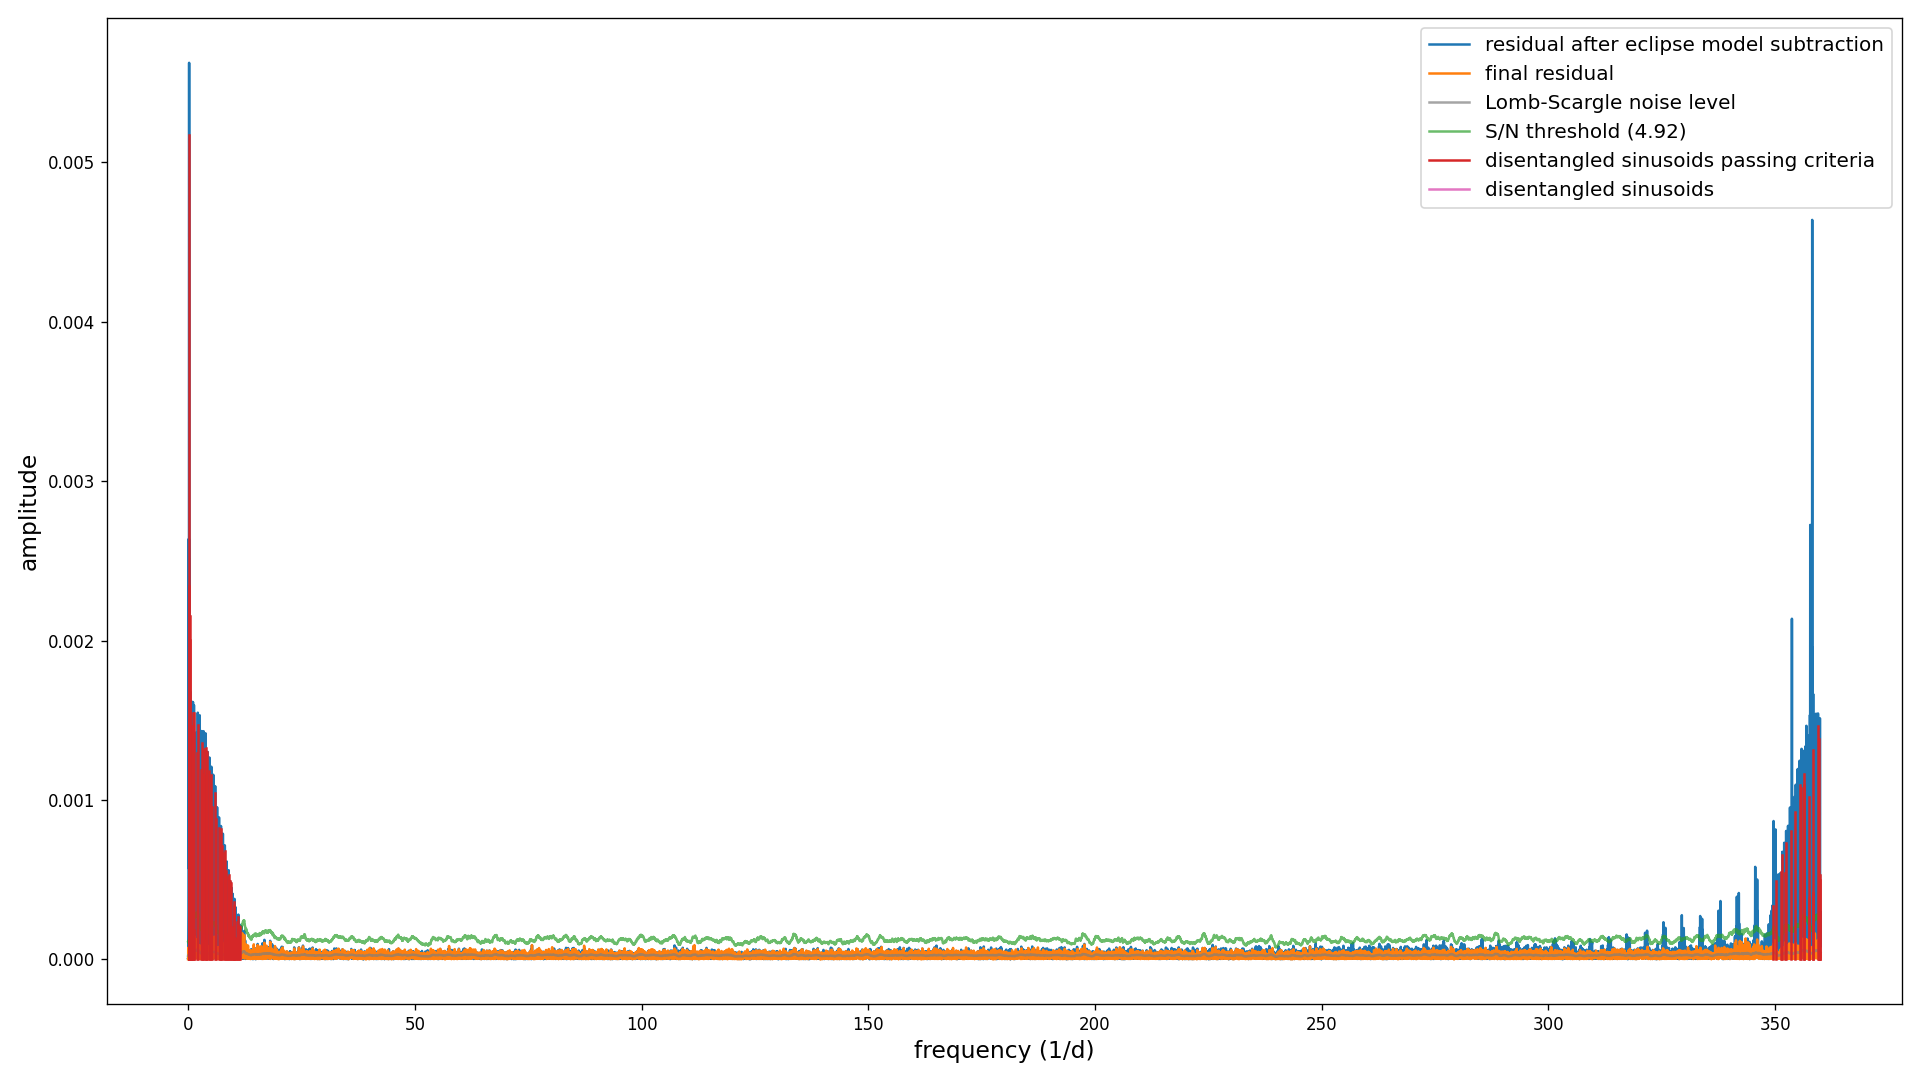 residual after eclipse model subtraction
final residual
Lomb-Scargle noise level
S/N threshold (4.92)
disentangled sinusoids passing criteria
disentangled sinusoids
amplitude
0.005
0.004
0.003
0.002
0.001
0.000
0 50 100 150 200 250 300 350
frequency (1/d)